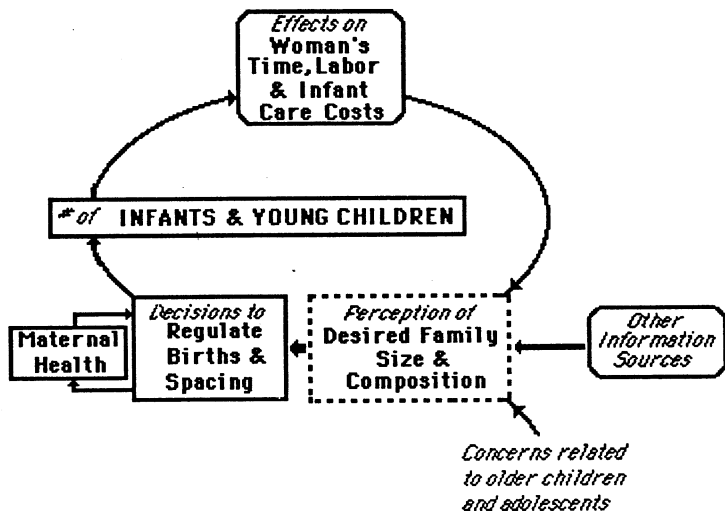 Effects on
Woman's
Time, Labor
& Infant
Care Costs
# of INFANTS & YOUNG CHILDREN
Decisions to
Regulate
Births &
Spacing
Perception of
Desired Family
Size &
Composition
Other
Information
Sources
Maternal
Health
Concerns related
to older children
and adolescents